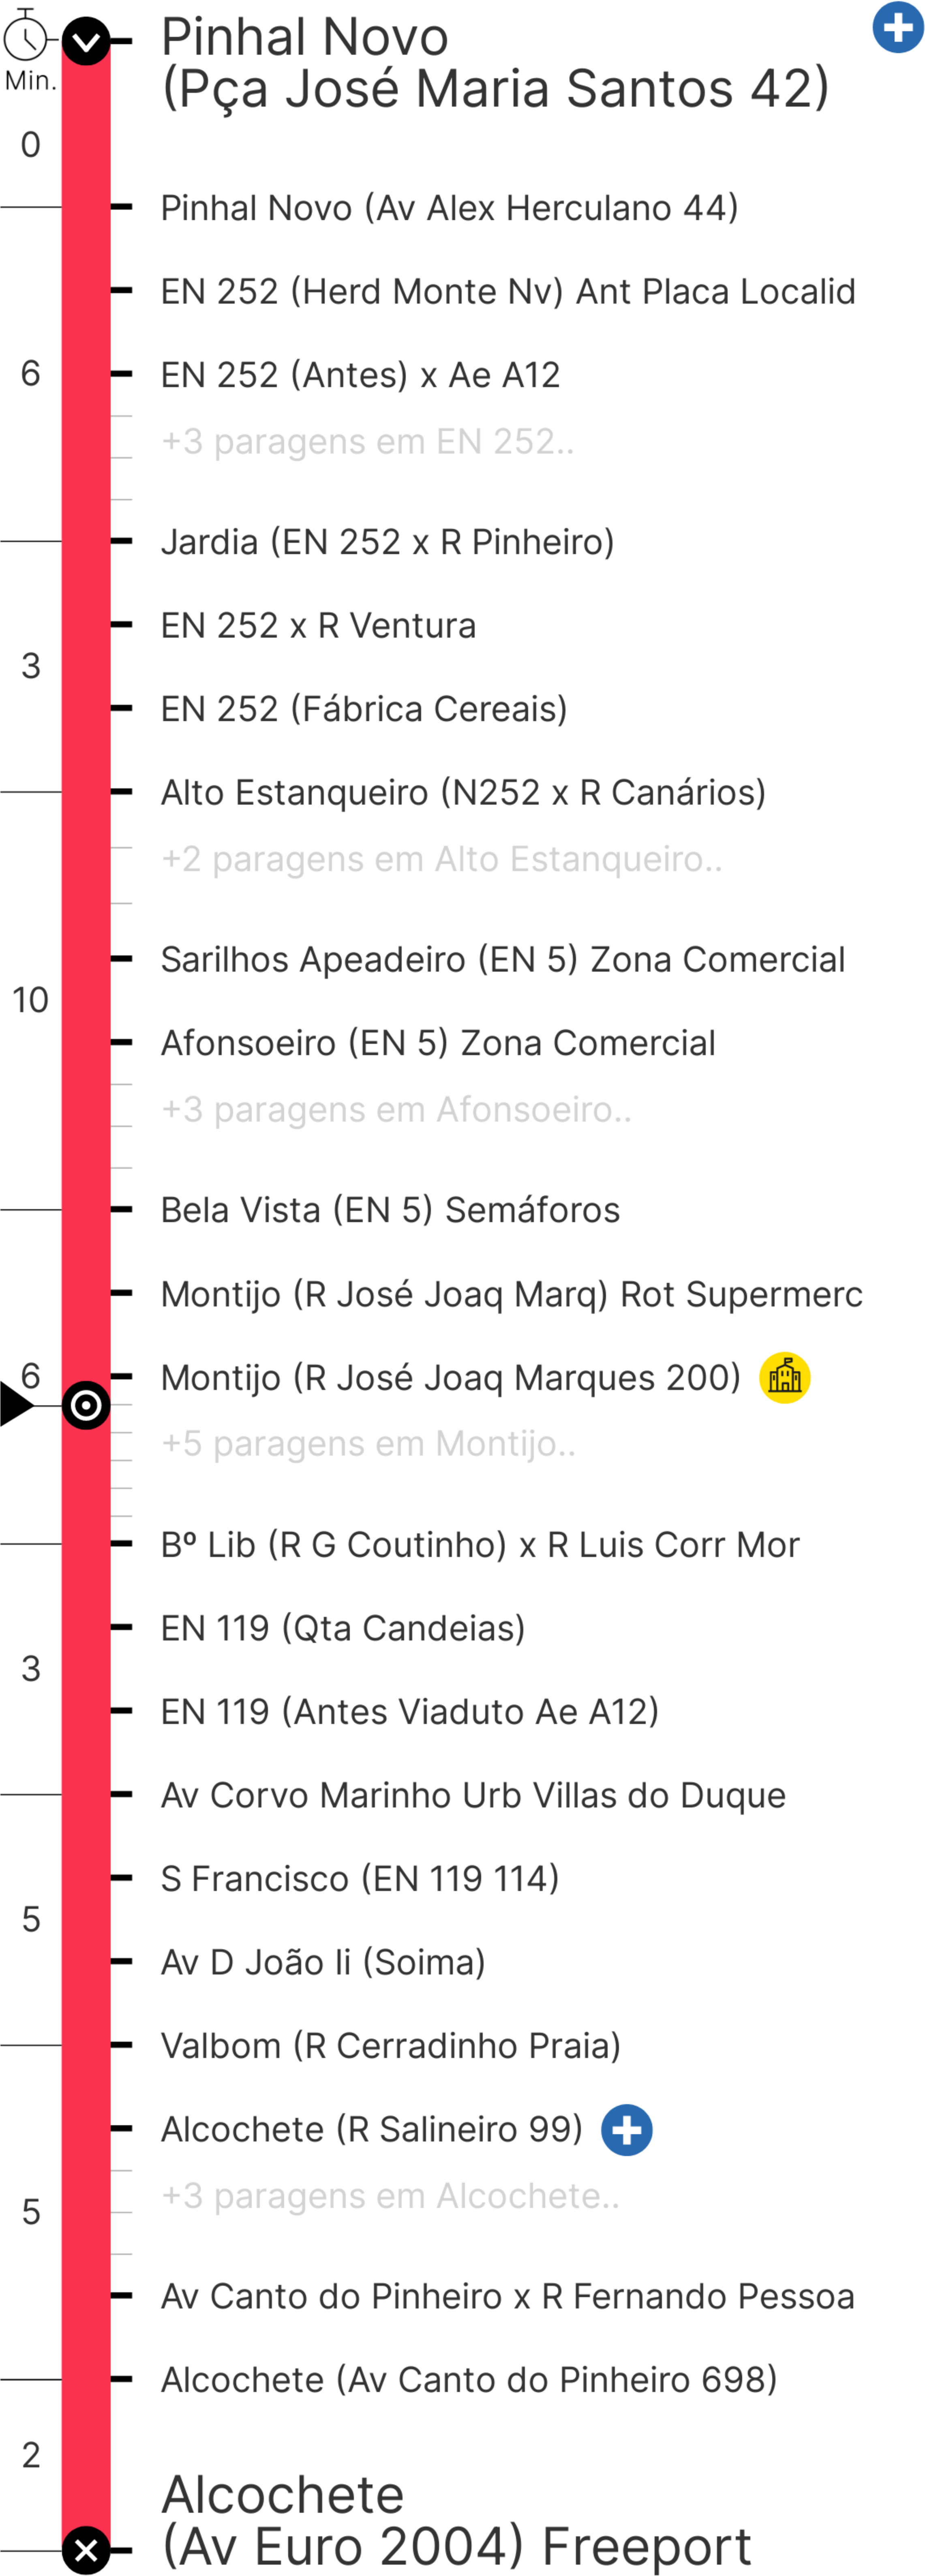 Pinhal Novo
(Pça José Maria Santos 42)
Min.
0
Pinhal Novo (Av Alex Herculano 44)
EN 252 (Herd Monte Nv) Ant Placa Localid
6
EN 252 (Antes) x Ae A12
+3 paragens em EN 252..
Jardia (EN 252 x R Pinheiro)
EN 252 x R Ventura
3
EN 252 (Fábrica Cereais)
Alto Estanqueiro (N252 x R Canários)
+2 paragens em Alto Estanqueiro..
Sarilhos Apeadeiro (EN 5) Zona Comercial
10
Afonsoeiro (EN 5) Zona Comercial
+3 paragens em Afonsoeiro..
Bela Vista (EN 5) Semáforos
Montijo (R José Joaq Marq) Rot Supermerc
6
Montijo (R José Joaq Marques 200)
+5 paragens em Montijo..
Bº Lib (R G Coutinho) x R Luis Corr Mor
EN 119 (Qta Candeias)
3
EN 119 (Antes Viaduto Ae A12)
Av Corvo Marinho Urb Villas do Duque
S Francisco (EN 119 114)
5
Av D João Ii (Soima)
Valbom (R Cerradinho Praia)
Alcochete (R Salineiro 99)
+3 paragens em Alcochete..
5
Av Canto do Pinheiro x R Fernando Pessoa
Alcochete (Av Canto do Pinheiro 698)
2
Alcochete
(Av Euro 2004) Freeport